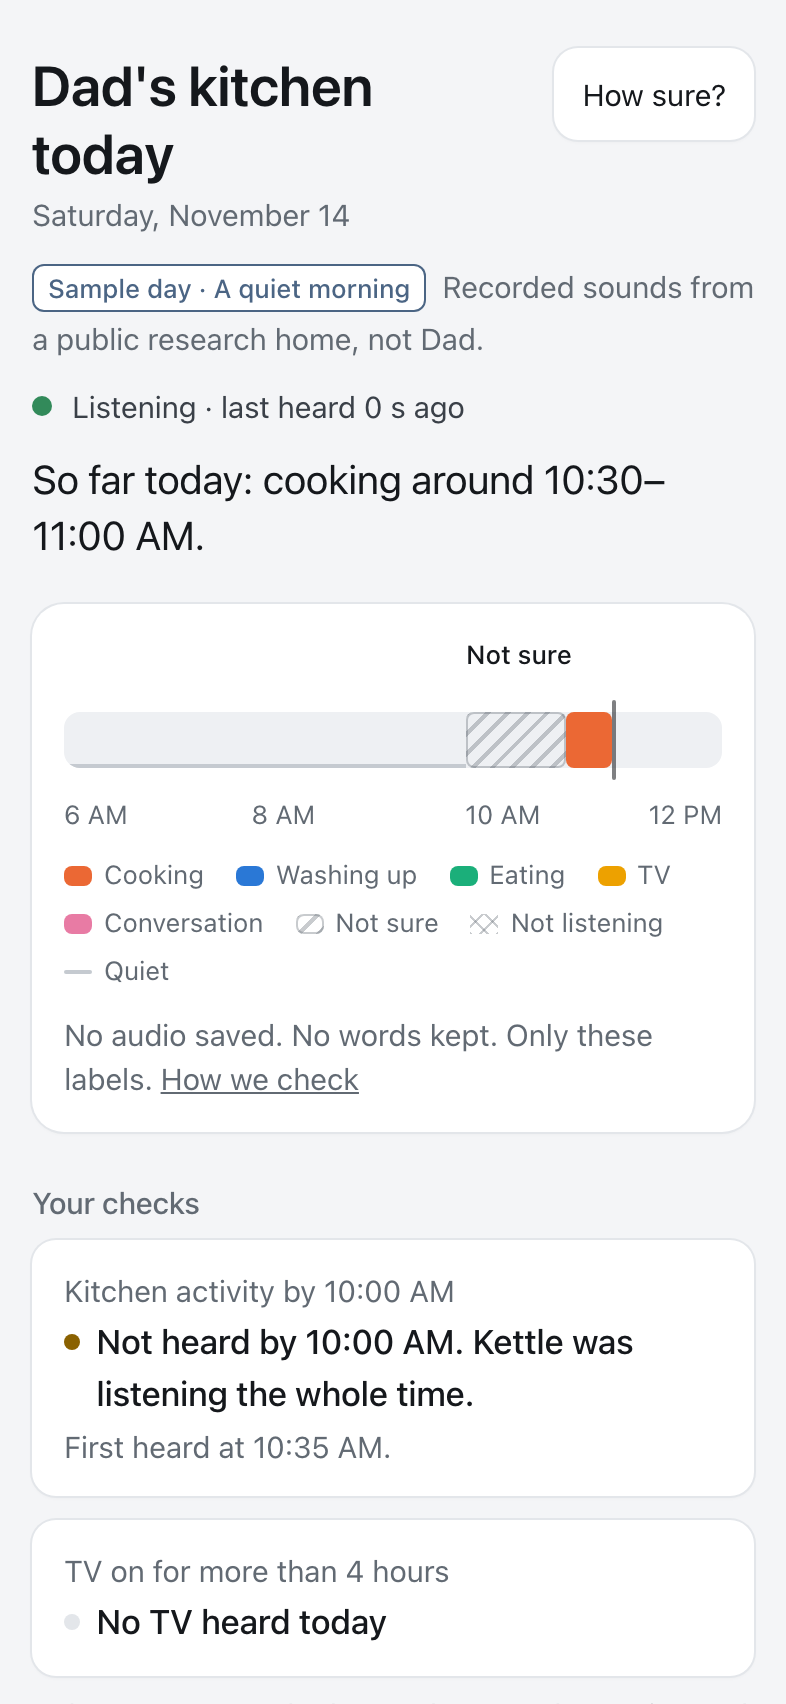 Dad's kitchen
today
How sure?
Saturday, November 14
Sample day · A quiet morning Recorded sounds from
a public research home, not Dad.
Listening · last heard 0 s ago
So far today: cooking around 10:30–
11:00 AM.
Not sure
6 AM 8 AM 10 AM 12 PM
Cooking Washing up Eating TV
Conversation Not sure Not listening
Quiet
No audio saved. No words kept. Only these
labels. How we check
Your checks
Kitchen activity by 10:00 AM
Not heard by 10:00 AM. Kettle was
listening the whole time.
First heard at 10:35 AM.
TV on for more than 4 hours
No TV heard today